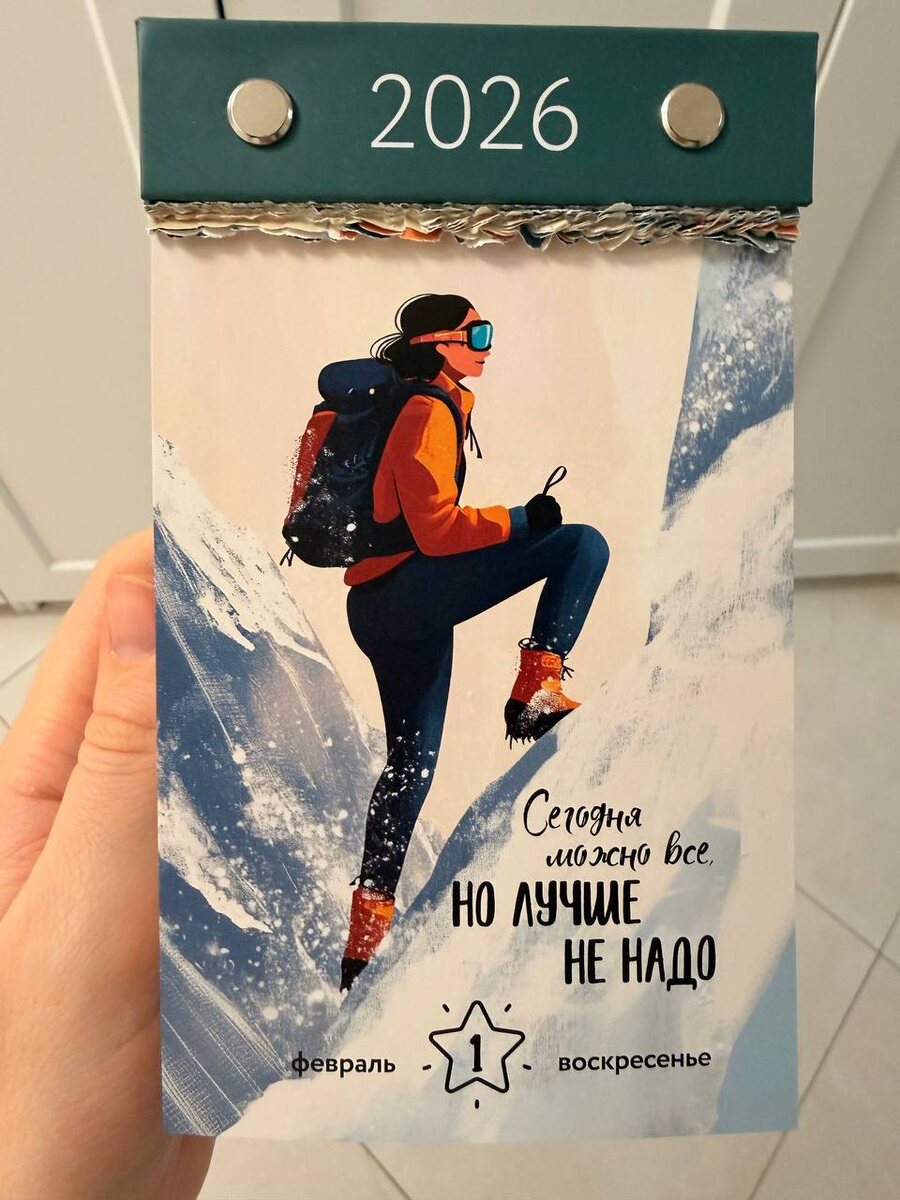 2026
Сегодня
можно все,
НО ЛУЧШЕ
НЕ НАДО
февраль 1 воскресенье